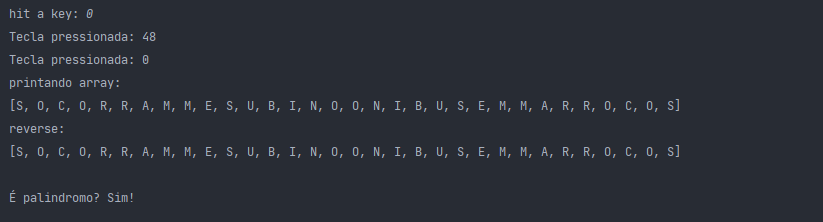 hit a key: 0
Tecla pressionada: 48
Tecla pressionada: 0
printando array:
[S, O, C, O, R, R, A, M, M, E, S, U, B, I, N, O, O, N, I, B, U, S, E, M, M, A, R, R, O, C, O, S]
reverse:
[S, O, C, O, R, R, A, M, M, E, S, U, B, I, N, O, O, N, I, B, U, S, E, M, M, A, R, R, O, C, O, S]
É palindromo? Sim!